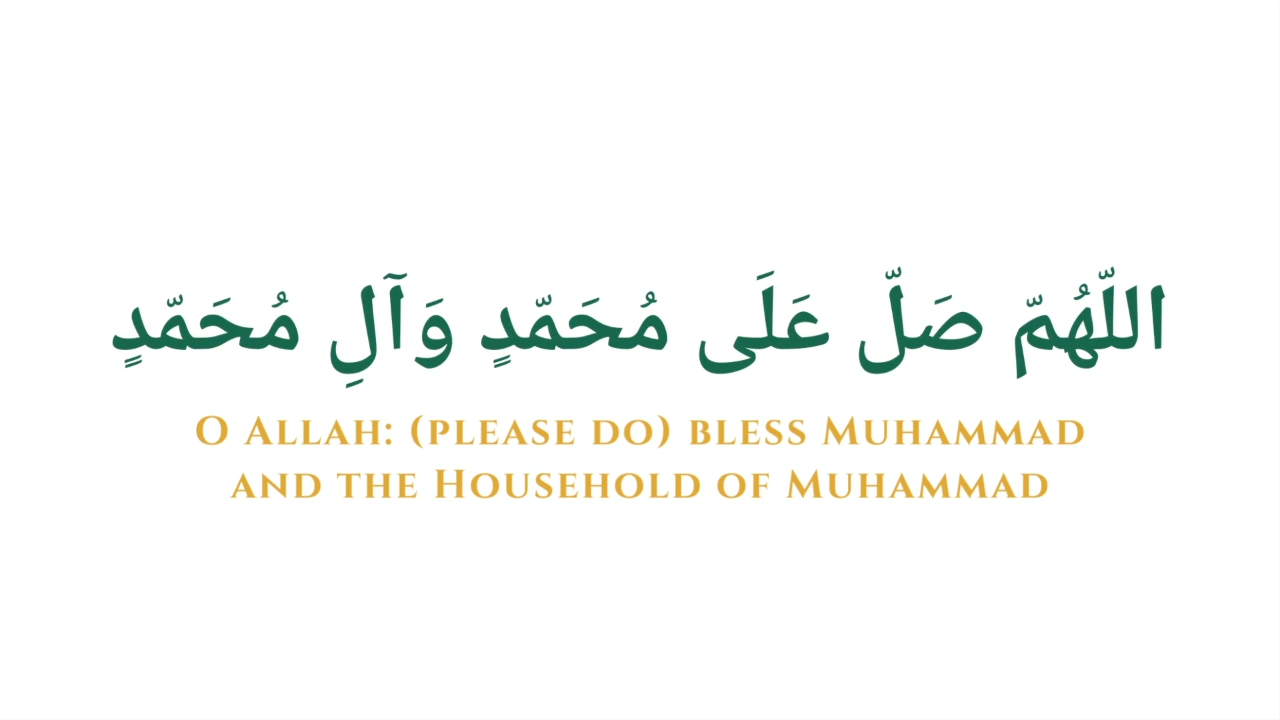 اللّهُمّ صَلّ عَلَى مُحَمّدٍ وَآلِ مُحَمّدٍ
O Allah: (please do) bless Muhammad
and the Household of Muhammad